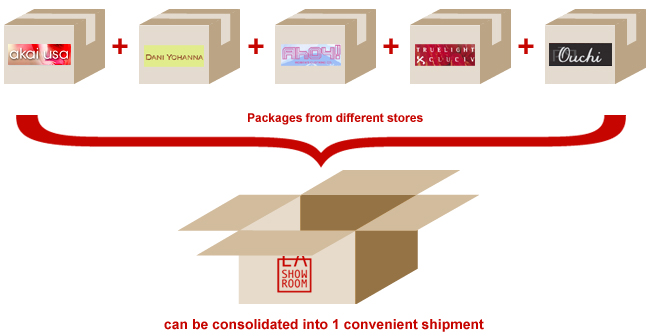 akai usa
+
DANI YOHANNA
+
Ahoy!
+
TRUELIGHT
+
Ouchi
Packages from different stores
LA
SHOW
ROOM
can be consolidated into 1 convenient shipment